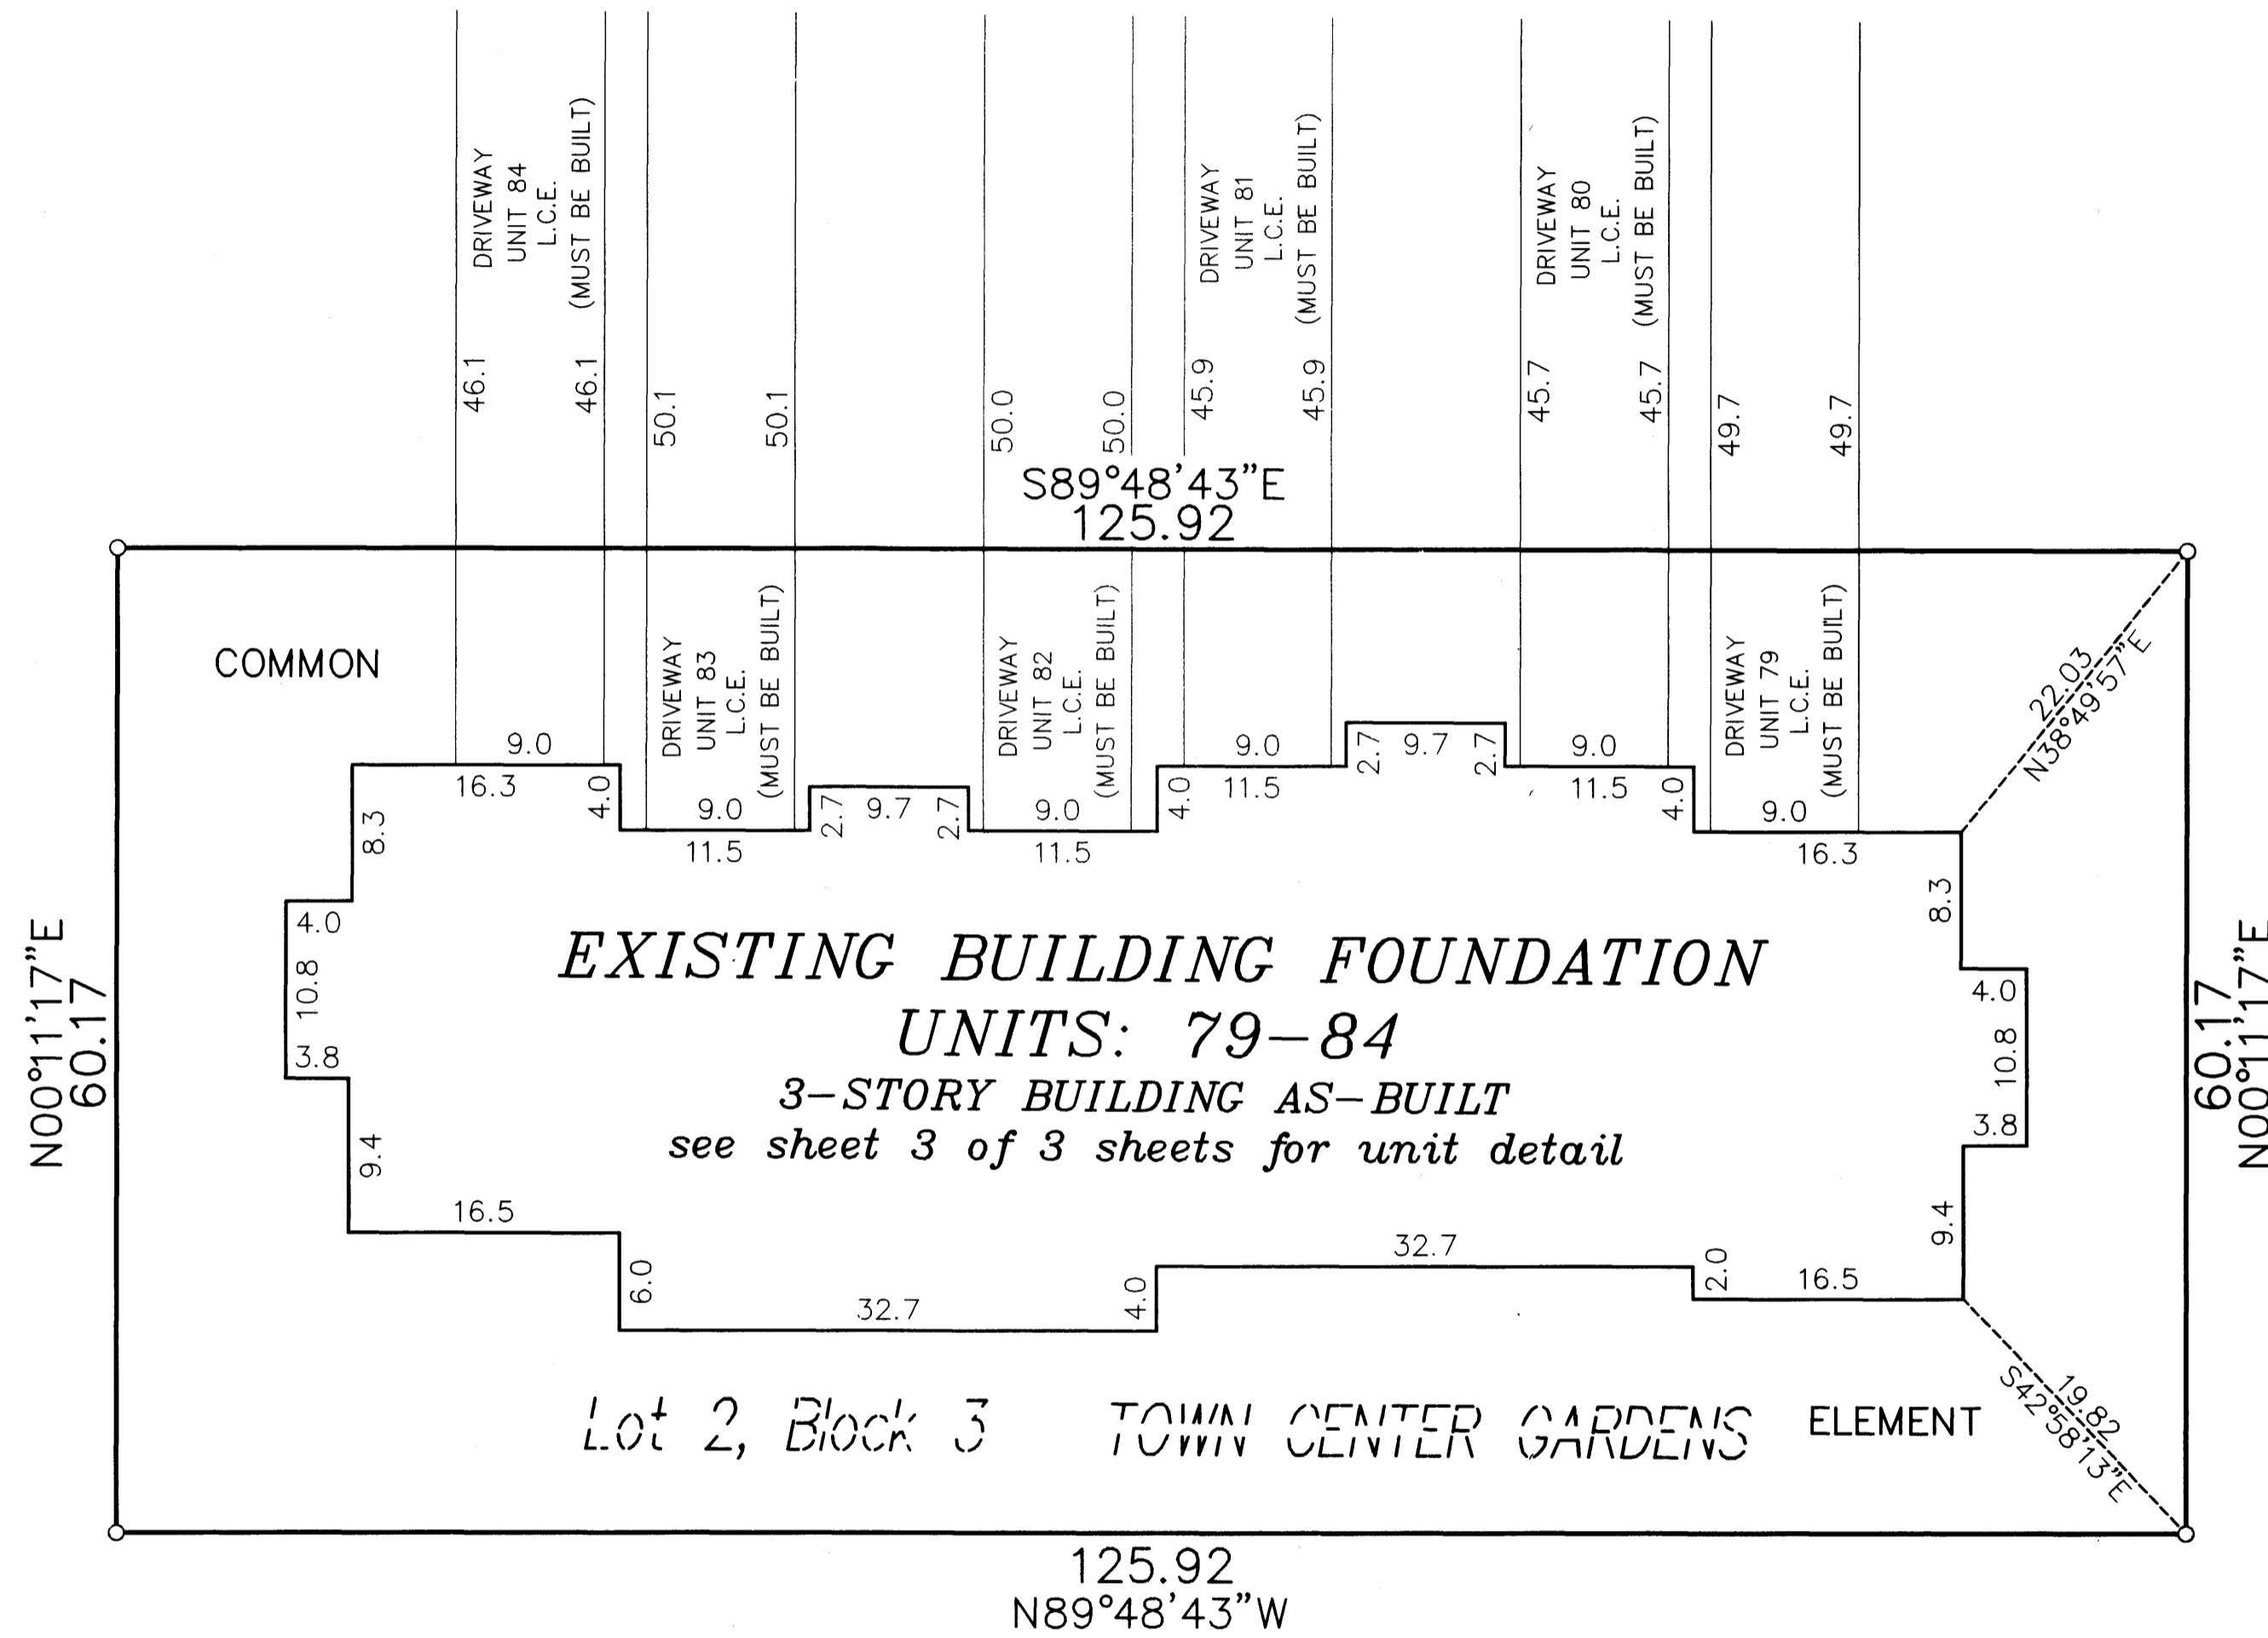 DRIVEWAY
UNIT 84
L.C.E.
(MUST BE BUILT)
46.1
46.1
50.1
50.1
50.0
50.0
DRIVEWAY
UNIT 81
L.C.E.
(MUST BE BUILT)
45.9
45.9
DRIVEWAY
UNIT 80
L.C.E.
(MUST BE BUILT)
45.7
45.7
49.7
49.7
S89°48'43"E
125.92
COMMON
DRIVEWAY
UNIT 83
L.C.E.
(MUST BE BUILT)
DRIVEWAY
UNIT 82
L.C.E.
(MUST BE BUILT)
DRIVEWAY
UNIT 79
L.C.E.
(MUST BE BUILT)
22.03
N38°49'57"E
9.0
16.3
4.0
9.0
11.5
2.7
9.7
2.7
9.0
11.5
4.0
9.0
11.5
2.7
9.7
2.7
9.0
11.5
4.0
9.0
16.3
8.3
4.0
10.8
3.8
9.4
8.3
4.0
10.8
3.8
9.4
N00°11'17"E
60.17
EXISTING BUILDING FOUNDATION
UNITS: 79-84
3-STORY BUILDING AS-BUILT
see sheet 3 of 3 sheets for unit detail
60.17
N00°11'17"E
16.5
6.0
32.7
4.0
32.7
2.0
16.5
Lot 2, Block 3 TOWN CENTER GARDENS
ELEMENT
19.82
S42°58'13"E
125.92
N89°48'43"W